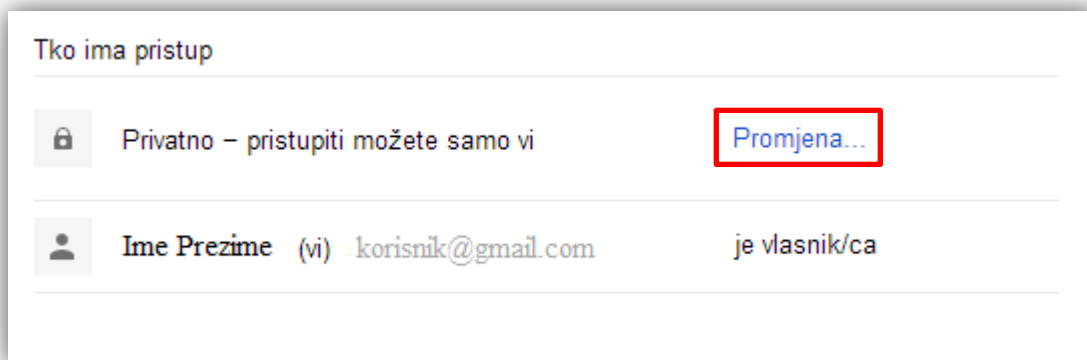 Tko ima pristup
Privatno – pristupiti možete samo vi Promjena...
Ime Prezime (vi) korisnik@gmail.com je vlasnik/ca